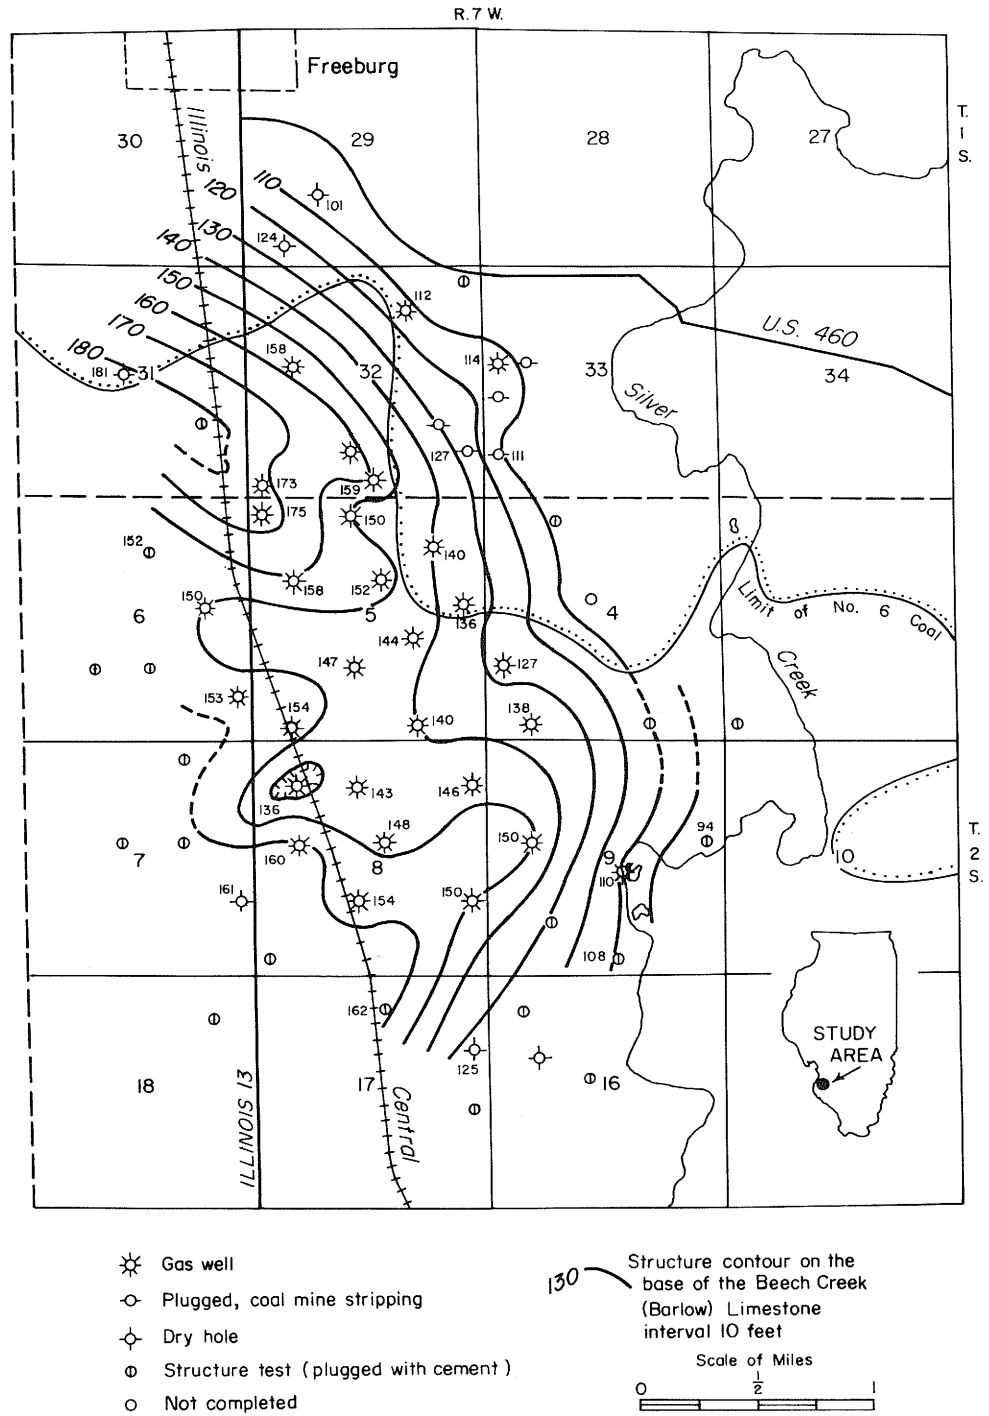 R. 7 W.
Freeburg
T.
1
S.
30
29
28
27
Illinois
120
110
130
140
150
160
170
180
101
124
112
U.S. 460
158
114
181
31
32
33
34
Silver
127
111
173
159
175
150
152
140
158
152
150
6
5
136
4
Limit of No. 6 Coal
144
147
127
Creek
153
154
140
138
143
146
136
148
150
94
7
160
8
9
10
T.
2
S.
110
161
154
150
108
162
STUDY
AREA
125
18
17
16
ILLINOIS 13
Central
Gas well
Plugged, coal mine stripping
Dry hole
Structure test (plugged with cement)
Not completed
130
Structure contour on the
base of the Beech Creek
(Barlow) Limestone
interval 10 feet
Scale of Miles
0 1/2 1